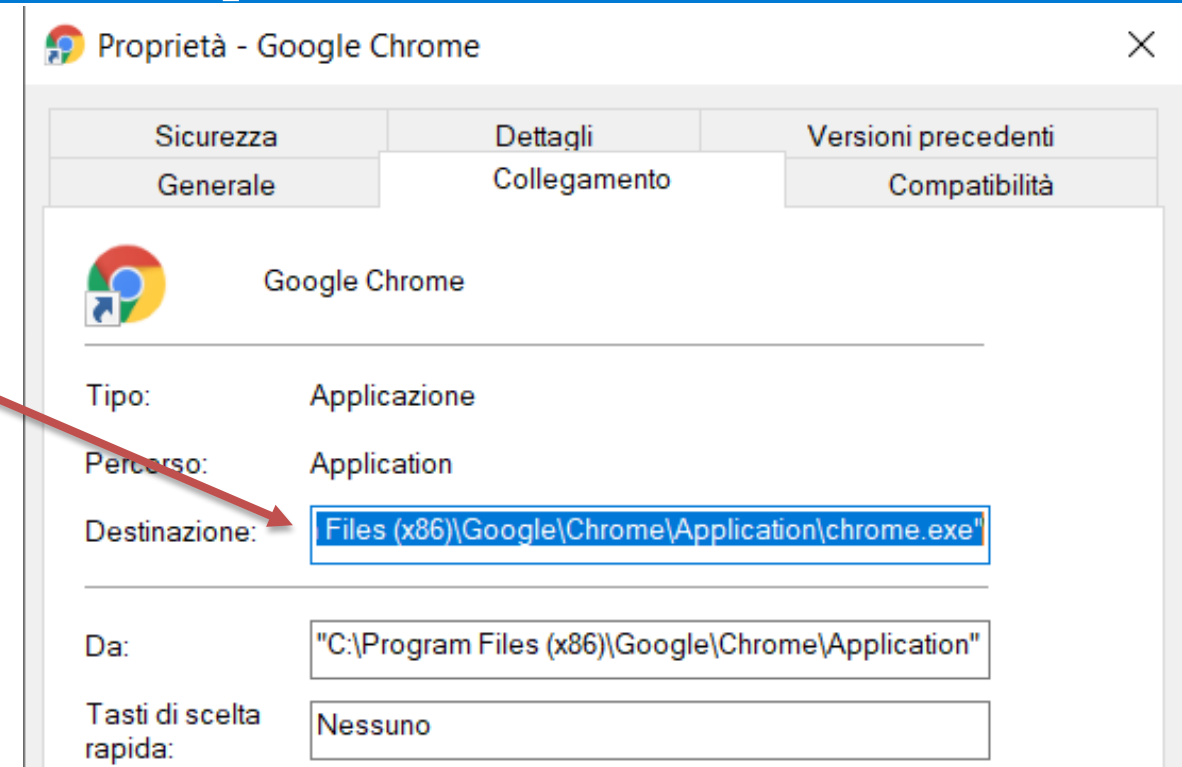 Proprietà - Google Chrome
Sicurezza Dettagli Versioni precedenti
Generale Collegamento Compatibilità
Google Chrome
Tipo: Applicazione
Percorso: Application
Destinazione: Files (x86)\Google\Chrome\Application\chrome.exe"
Da: "C:\Program Files (x86)\Google\Chrome\Application"
Tasti di scelta
rapida: Nessuno